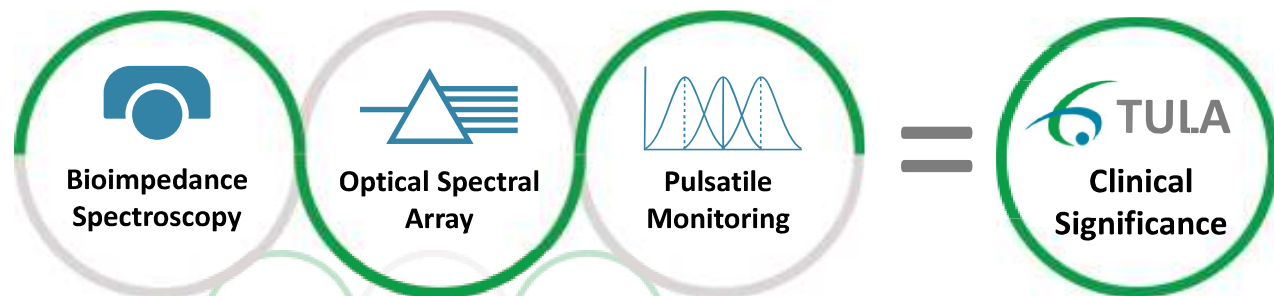 Bioimpedance
Spectroscopy
Optical Spectral
Array
Pulsatile
Monitoring
=
TULA
Clinical
Significance